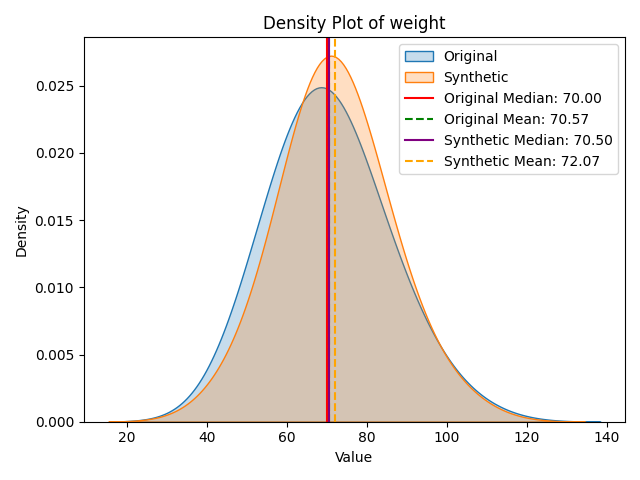 Density Plot of weight
Original
Synthetic
Original Median: 70.00
Original Mean: 70.57
Synthetic Median: 70.50
Synthetic Mean: 72.07
Density
0.025
0.020
0.015
0.010
0.005
0.000
20 40 60 80 100 120 140
Value